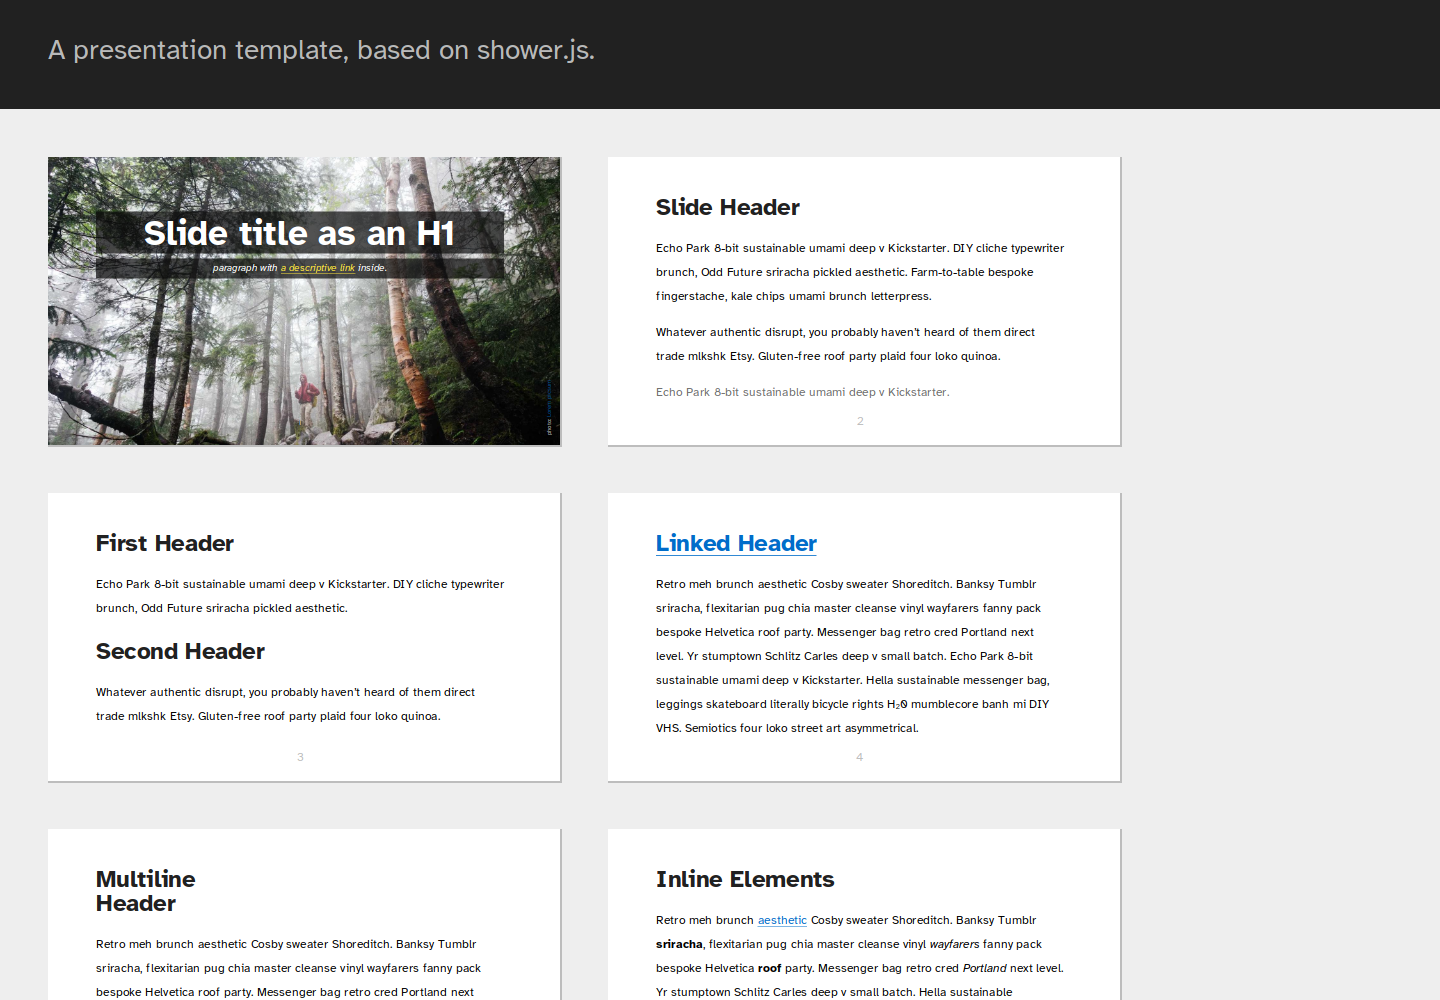 A presentation template, based on shower.js.
Slide title as an H1
paragraph with a descriptive link inside.
photo:
Slide Header
Echo Park 8-bit sustainable umami deep v Kickstarter. DIY cliche typewriter
brunch, Odd Future sriracha pickled aesthetic. Farm-to-table bespoke
fingerstache, kale chips umami brunch letterpress.
Whatever authentic disrupt, you probably haven't heard of them direct
trade mlkshk Etsy. Gluten-free roof party plaid four loko quinoa.
Echo Park 8-bit sustainable umami deep v Kickstarter.
2
First Header
Echo Park 8-bit sustainable umami deep v Kickstarter. DIY cliche typewriter
brunch, Odd Future sriracha pickled aesthetic.
Second Header
Whatever authentic disrupt, you probably haven't heard of them direct
trade mlkshk Etsy. Gluten-free roof party plaid four loko quinoa.
3
Linked Header
Retro meh brunch aesthetic Cosby sweater Shoreditch. Banksy Tumblr
sriracha, flexitarian pug chia master cleanse vinyl wayfarers fanny pack
bespoke Helvetica roof party. Messenger bag retro cred Portland next
level. Yr stumptown Schlitz Carles deep v small batch. Echo Park 8-bit
sustainable umami deep v Kickstarter. Hella sustainable messenger bag,
leggings skateboard literally bicycle rights H₂0 mumblecore banh mi DIY
VHS. Semiotics four loko street art asymmetrical.
4
Multiline
Header
Retro meh brunch aesthetic Cosby sweater Shoreditch. Banksy Tumblr
sriracha, flexitarian pug chia master cleanse vinyl wayfarers fanny pack
bespoke Helvetica roof party. Messenger bag retro cred Portland next
Inline Elements
Retro meh brunch aesthetic Cosby sweater Shoreditch. Banksy Tumblr
sriracha, flexitarian pug chia master cleanse vinyl wayfarers fanny pack
bespoke Helvetica roof party. Messenger bag retro cred Portland next level.
Yr stumptown Schlitz Carles deep v small batch. Hella sustainable